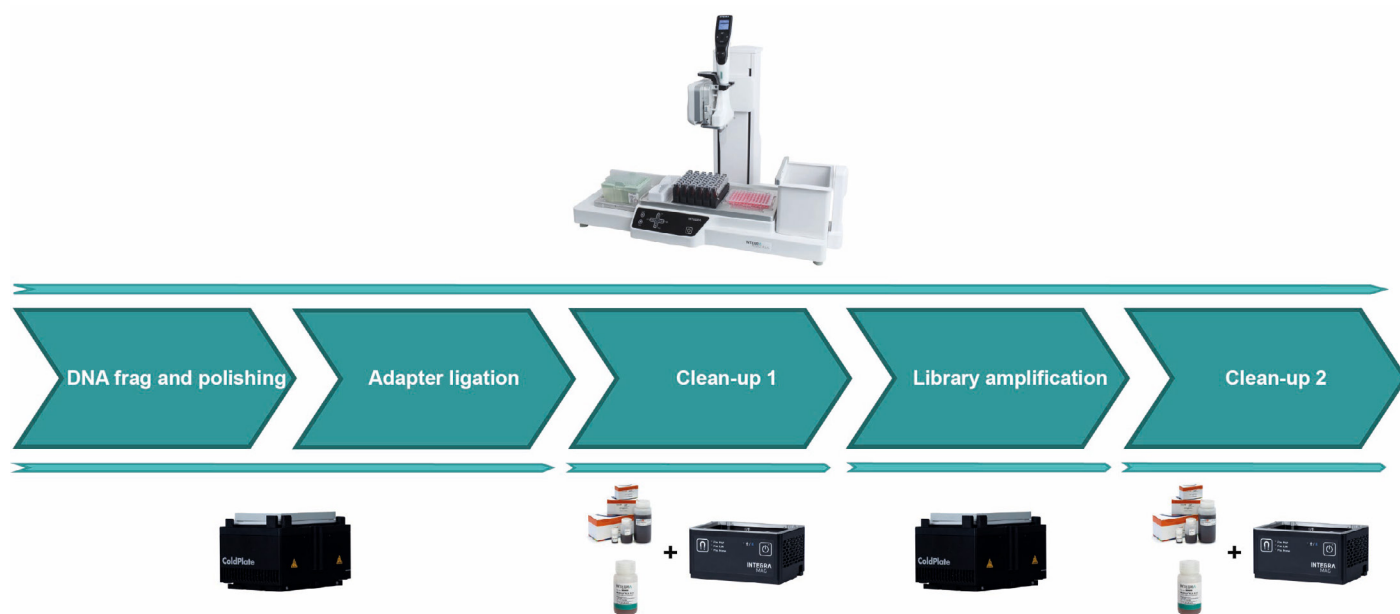 DNA frag and polishing
Adapter ligation
Clean-up 1
Library amplification
Clean-up 2
ColdPlate
+
INTEGRA
MAG
ColdPlate
+
INTEGRA
MAG